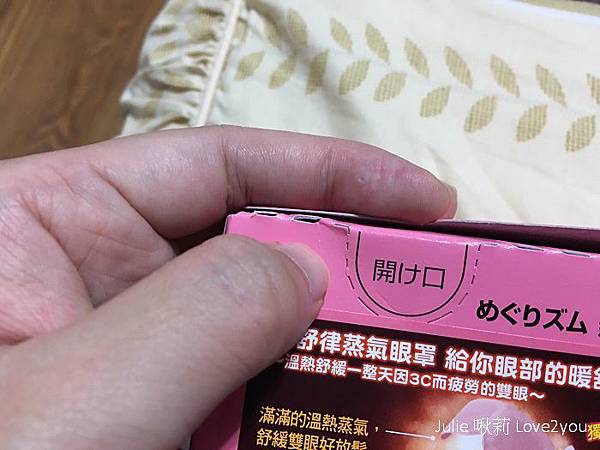 開け口
めぐりズム
舒律蒸氣眼罩 給你眼部的暖
溫熱舒緩一整天因3C而疲勞的雙眼～
滿滿的溫熱蒸氣，
舒緩雙眼好放鬆
獨
Julie 啾莉 Love2you